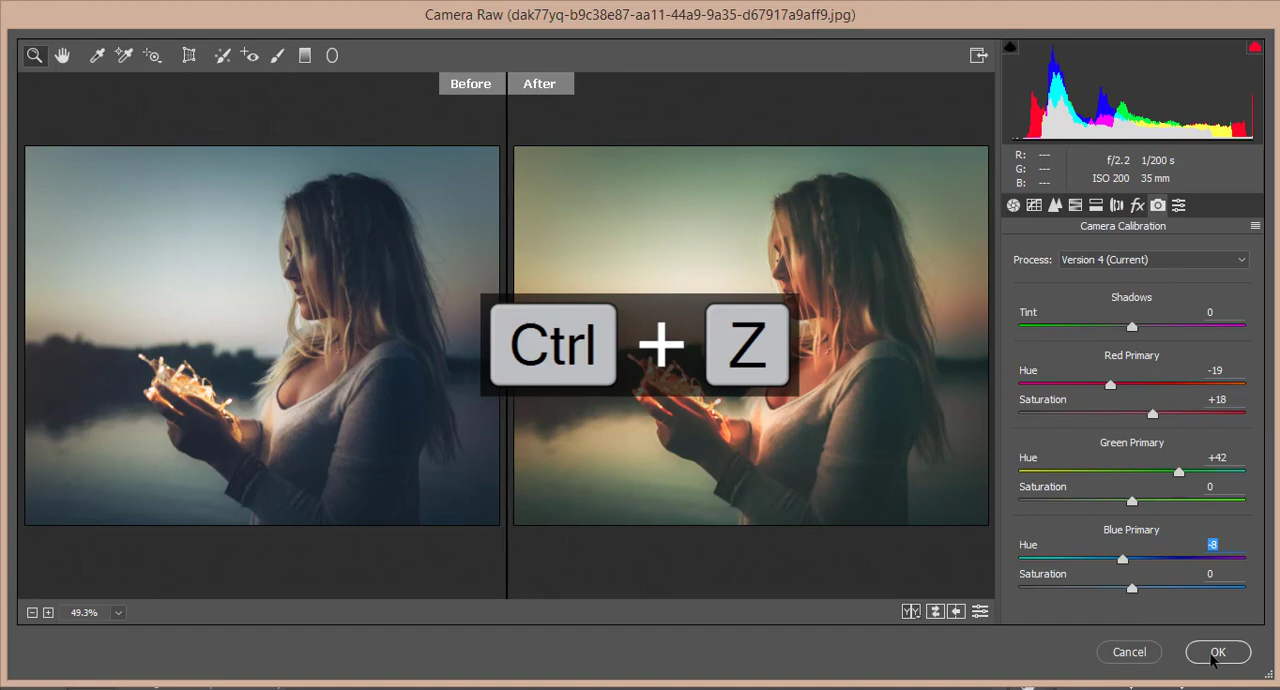 Camera Raw (dak77yq-b9c38e87-aa11-44a9-9a35-d67917a9aff9.jpg)
Before
After
R: ---
G: ---
B: ---
f/2.2 1/200 s
ISO 200 35 mm
fx
Camera Calibration
Process: Version 4 (Current)
Shadows
Tint 0
Red Primary
Hue -19
Saturation +18
Green Primary
Hue +42
Saturation 0
Blue Primary
Hue -8
Saturation 0
Ctrl + Z
49.3%
Y Y
Cancel
OK